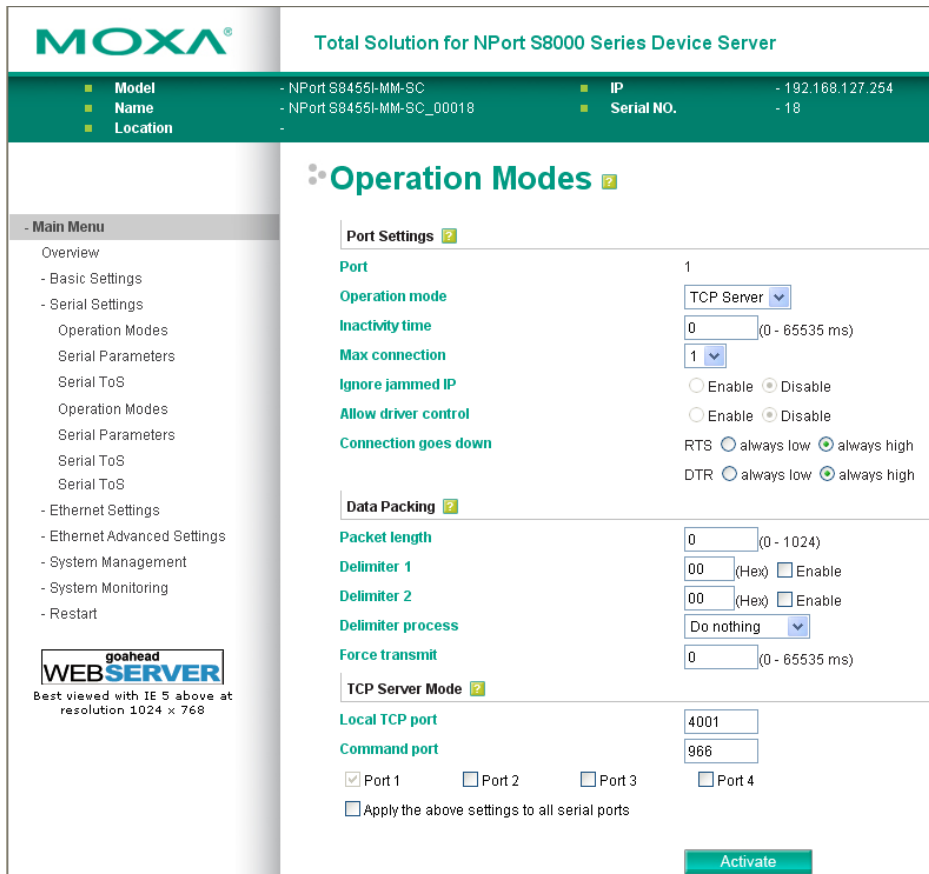 MOXA®
Total Solution for NPort S8000 Series Device Server
Model - NPort S8455I-MM-SC IP - 192.168.127.254
Name - NPort S8455I-MM-SC_00018 Serial NO. - 18
Location -
Operation Modes ?
- Main Menu
Overview
- Basic Settings
- Serial Settings
Operation Modes
Serial Parameters
Serial ToS
Operation Modes
Serial Parameters
Serial ToS
Serial ToS
- Ethernet Settings
- Ethernet Advanced Settings
- System Management
- System Monitoring
- Restart
goahead
WEBSERVER
Best viewed with IE 5 above at
resolution 1024 x 768
Port Settings ?
Port 1
Operation mode TCP Server
Inactivity time 0 (0 - 65535 ms)
Max connection 1
Ignore jammed IP Enable Disable
Allow driver control Enable Disable
Connection goes down RTS always low always high
DTR always low always high
Data Packing ?
Packet length 0 (0 - 1024)
Delimiter 1 00 (Hex) Enable
Delimiter 2 00 (Hex) Enable
Delimiter process Do nothing
Force transmit 0 (0 - 65535 ms)
TCP Server Mode ?
Local TCP port 4001
Command port 966
Port 1 Port 2 Port 3 Port 4
Apply the above settings to all serial ports
Activate